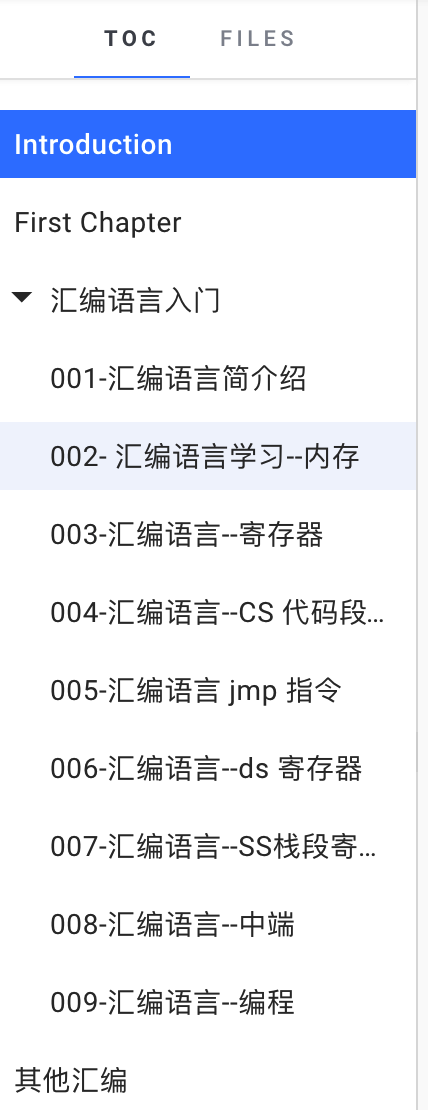 TOC FILES
Introduction
First Chapter
汇编语言入门
001-汇编语言简介绍
002- 汇编语言学习--内存
003-汇编语言--寄存器
004-汇编语言--CS 代码段...
005-汇编语言 jmp 指令
006-汇编语言--ds 寄存器
007-汇编语言--SS栈段寄...
008-汇编语言--中端
009-汇编语言--编程
其他汇编